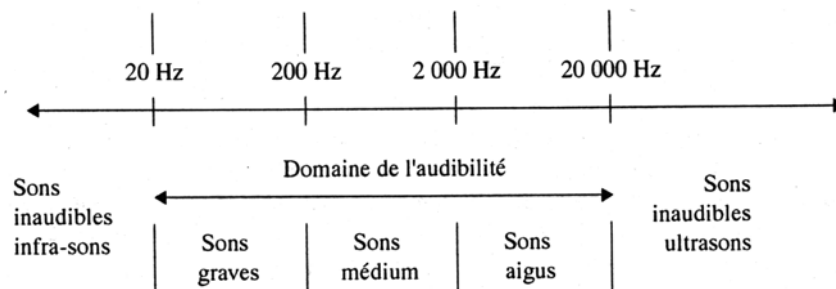 20 Hz 200 Hz 2 000 Hz 20 000 Hz
Domaine de l'audibilité
Sons
inaudibles
infra-sons
Sons
graves
Sons
médium
Sons
aigus
Sons
inaudibles
ultrasons